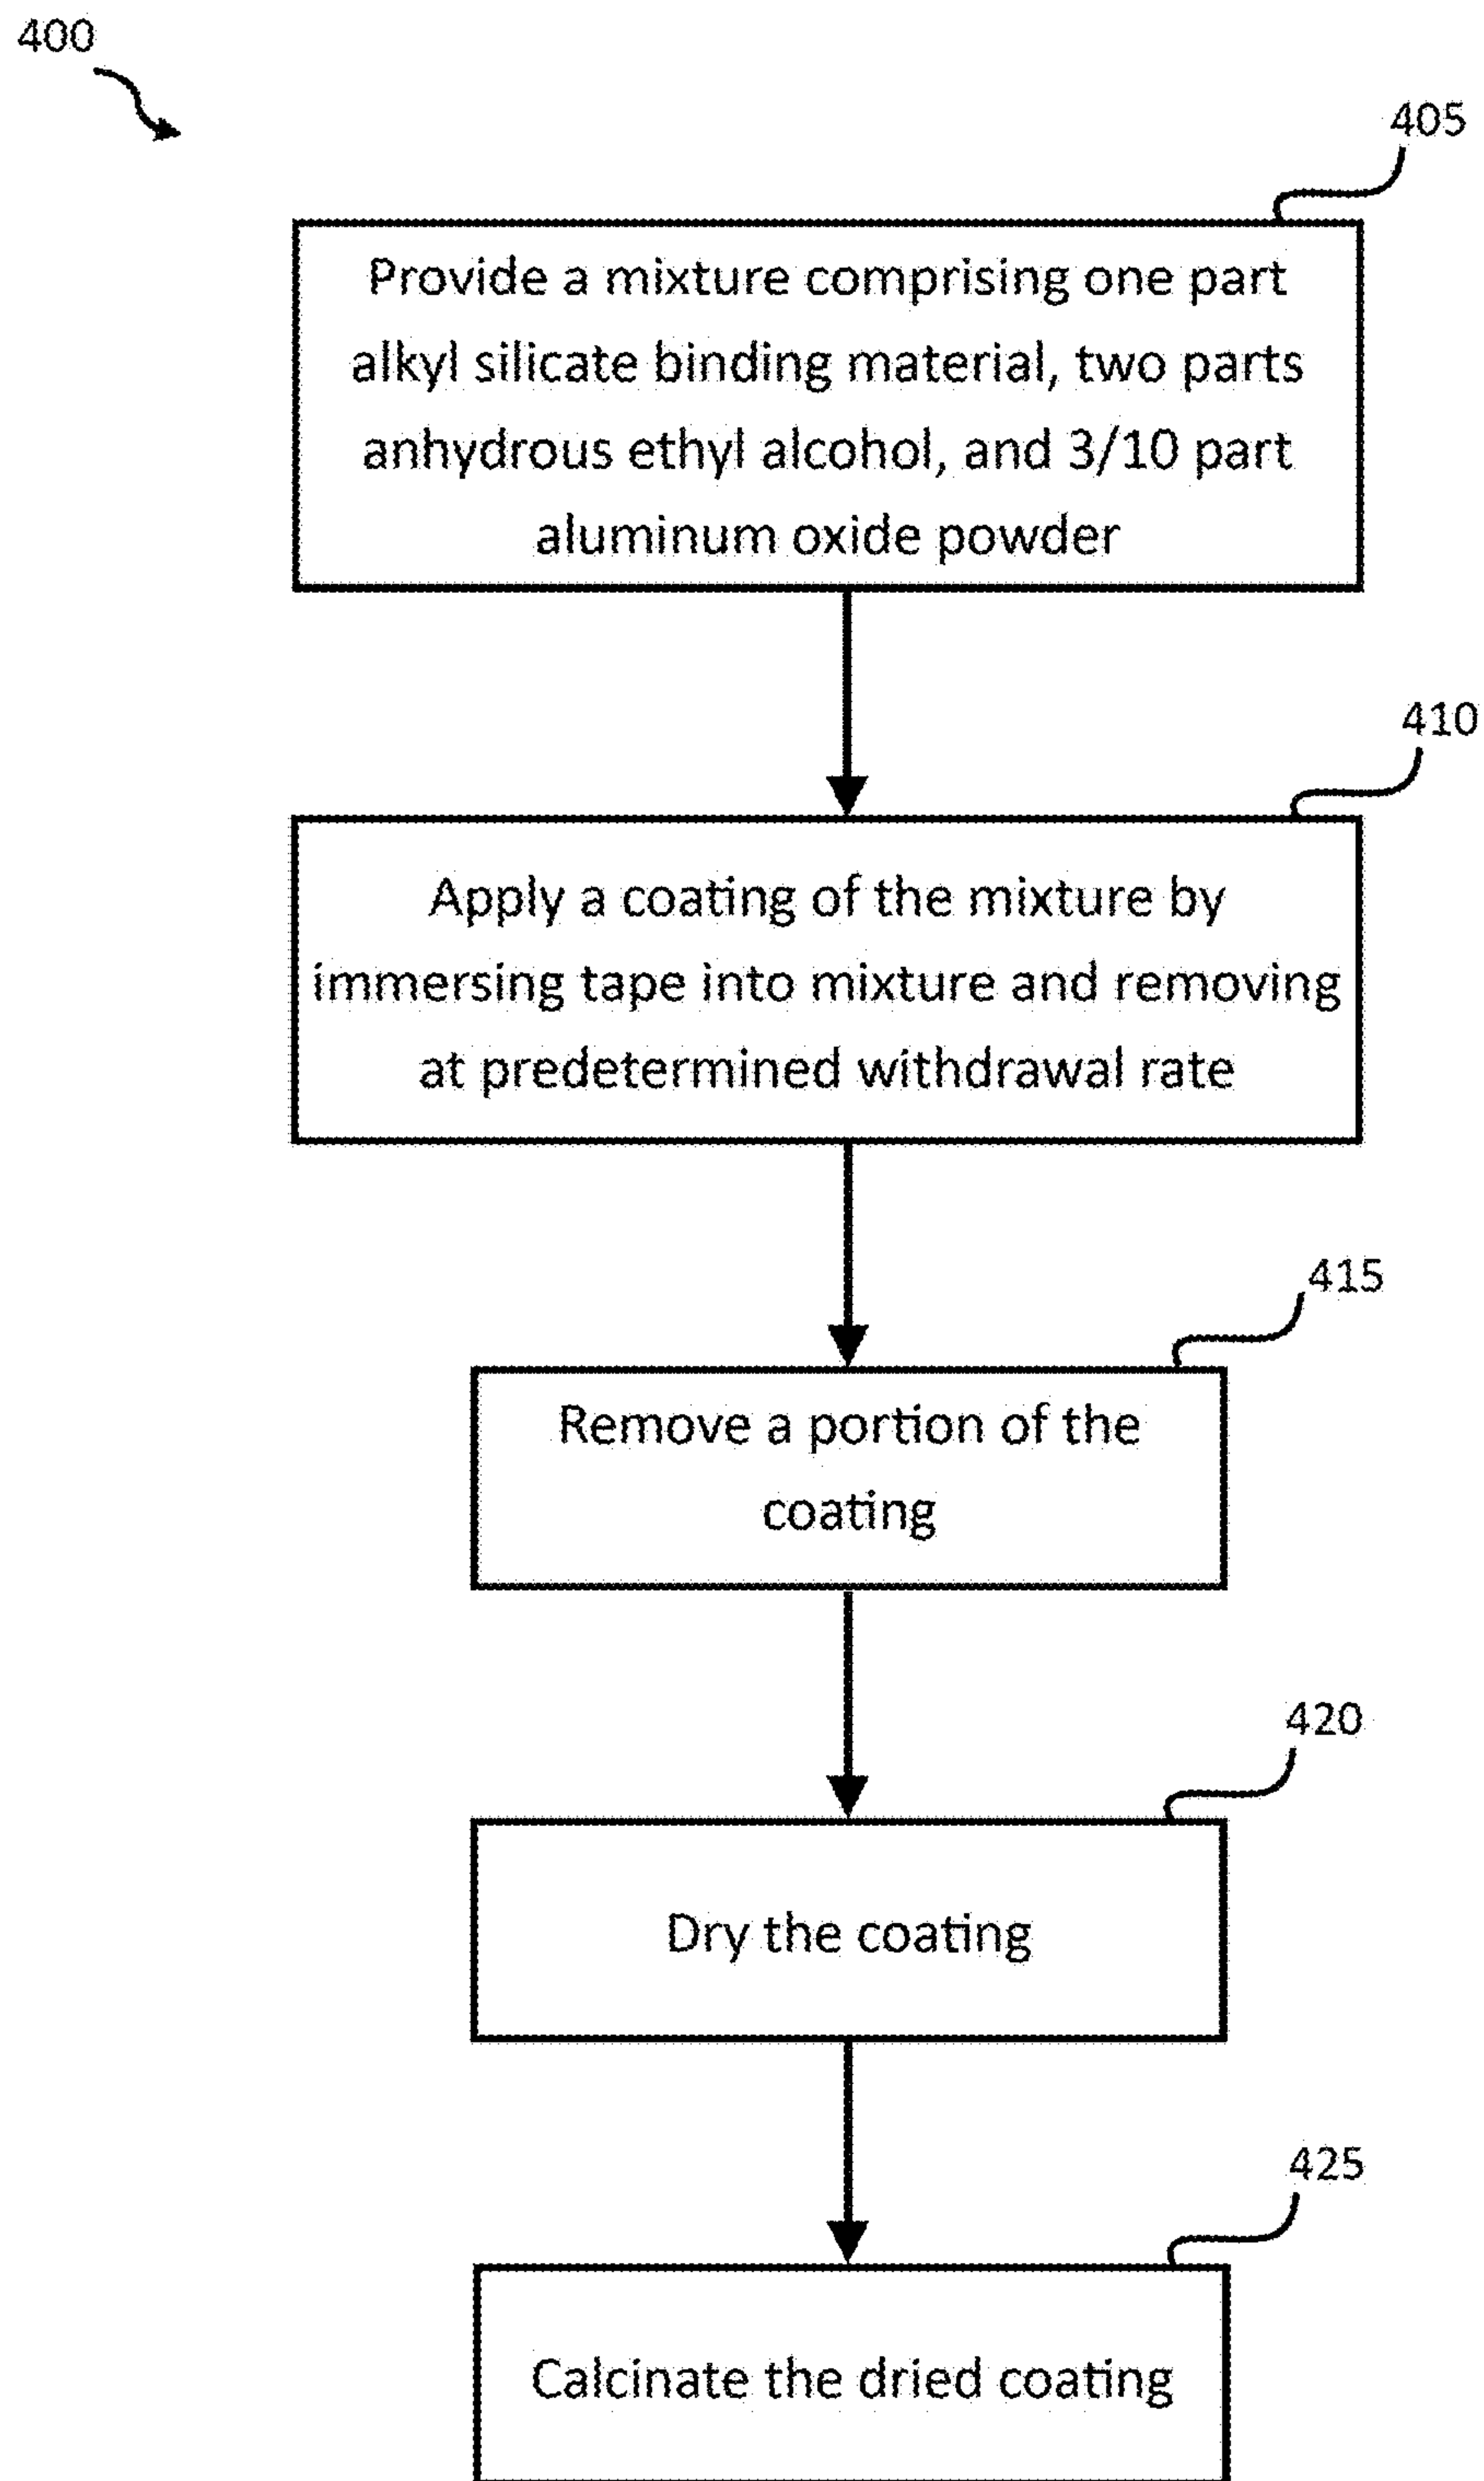 400
405
Provide a mixture comprising one part
alkyl silicate binding material, two parts
anhydrous ethyl alcohol, and 3/10 part
aluminum oxide powder
410
Apply a coating of the mixture by
immersing tape into mixture and removing
at predetermined withdrawal rate
415
Remove a portion of the
coating
420
Dry the coating
425
Calcinate the dried coating